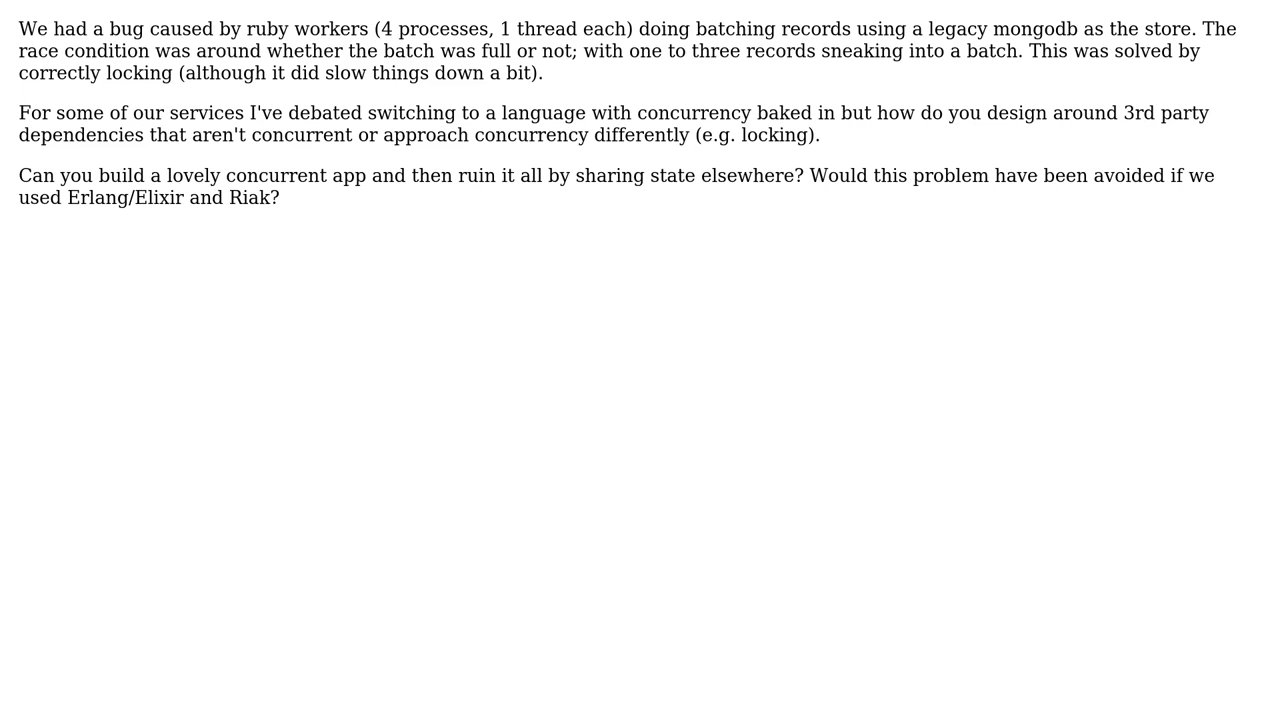 We had a bug caused by ruby workers (4 processes, 1 thread each) doing batching records using a legacy mongodb as the store. The
race condition was around whether the batch was full or not; with one to three records sneaking into a batch. This was solved by
correctly locking (although it did slow things down a bit).
For some of our services I've debated switching to a language with concurrency baked in but how do you design around 3rd party
dependencies that aren't concurrent or approach concurrency differently (e.g. locking).
Can you build a lovely concurrent app and then ruin it all by sharing state elsewhere? Would this problem have been avoided if we
used Erlang/Elixir and Riak?